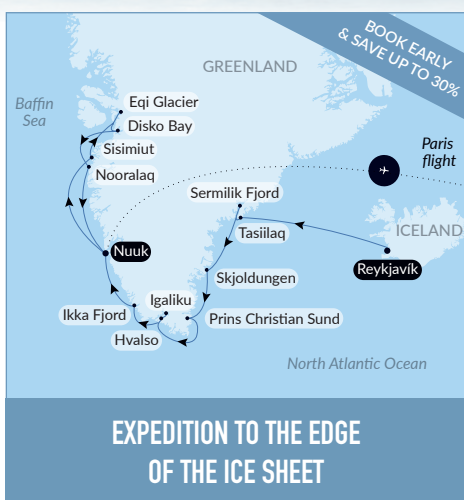 BOOK EARLY
& SAVE UP TO 30%
GREENLAND
Baffin
Sea
Eqi Glacier
Disko Bay
Sisimiut
Nooralaq
Paris
flight
Sermilik Fjord
Tasiilaq
ICELAND
Reykjavík
Nuuk
Skjoldungen
Igaliku
Ikka Fjord
Prins Christian Sund
Hvalso
North Atlantic Ocean
EXPEDITION TO THE EDGE
OF THE ICE SHEET